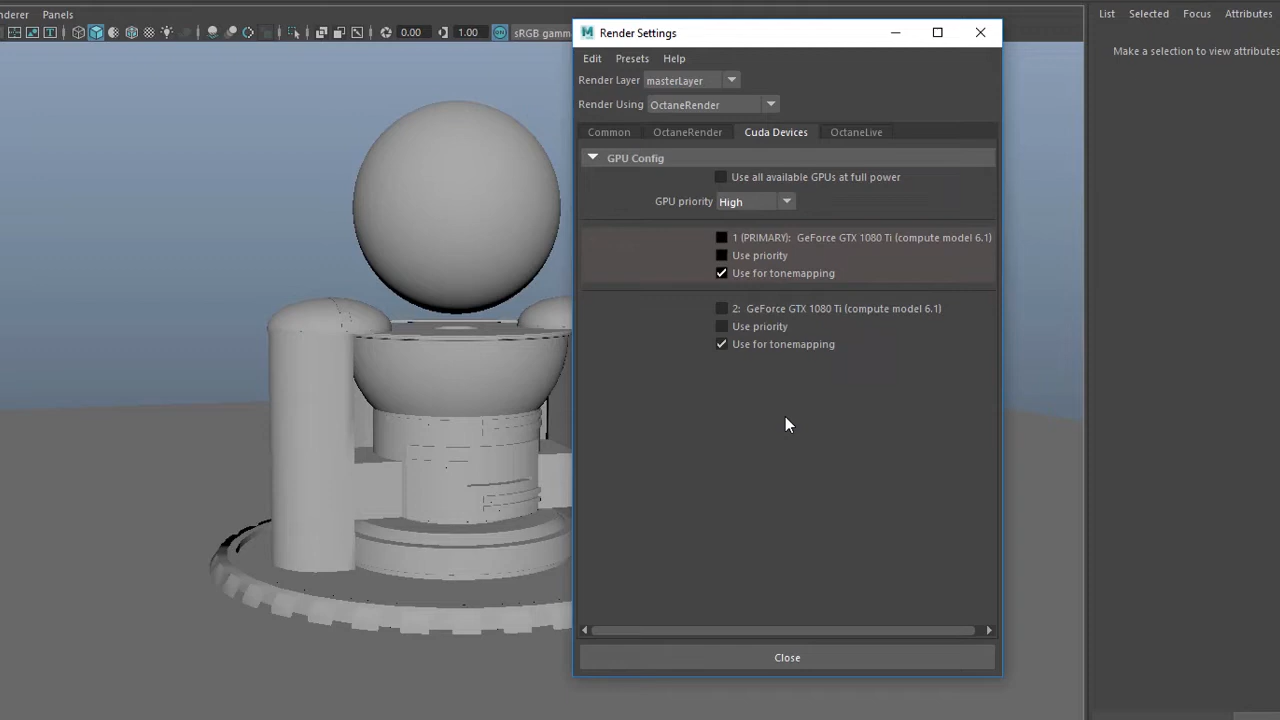 nderer Panels
0.00 1.00 sRGB gamm
Render Settings
Edit Presets Help
Render Layer masterLayer
Render Using OctaneRender
Common OctaneRender Cuda Devices OctaneLive
GPU Config
Use all available GPUs at full power
GPU priority High
1 (PRIMARY): GeForce GTX 1080 Ti (compute model 6.1)
Use priority
Use for tonemapping
2: GeForce GTX 1080 Ti (compute model 6.1)
Use priority
Use for tonemapping
Close
List Selected Focus Attributes
Make a selection to view attributes